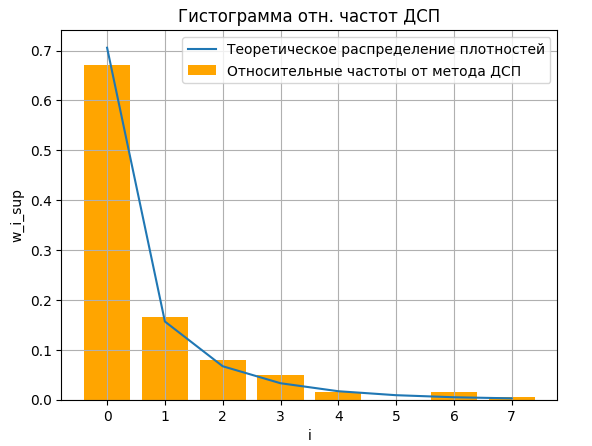 Гистограмма отн. частот ДСП
Теоретическое распределение плотностей
Относительные частоты от метода ДСП
w_i_sup
0.7
0.6
0.5
0.4
0.3
0.2
0.1
0.0
0 1 2 3 4 5 6 7
i